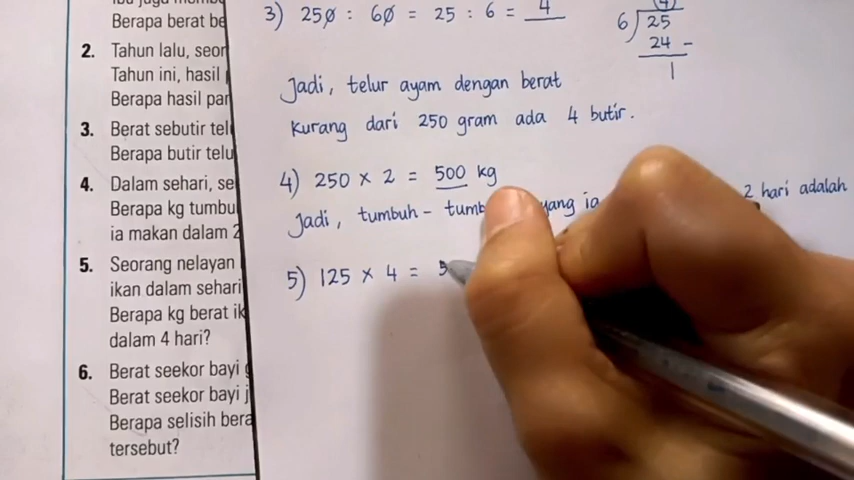 Berapa berat be
2. Tahun lalu, seor
Tahun ini, hasil
Berapa hasil par
3. Berat sebutir tel
Berapa butir telu
4. Dalam sehari, se
Berapa kg tumbu
ia makan dalam 2
5. Seorang nelayan
ikan dalam sehari
Berapa kg berat ik
dalam 4 hari?
6. Berat seekor bayi
Berat seekor bayi j
Berapa selisih bera
tersebut?
3) 250 : 60 = 25 : 6 = 4
4
6 25
24 -
1
Jadi, telur ayam dengan berat
kurang dari 250 gram ada 4 butir.
4) 250 x 2 = 500 kg
Jadi, tumbuh - tumb yang ia 2 hari adalah
5) 125 x 4 = 5